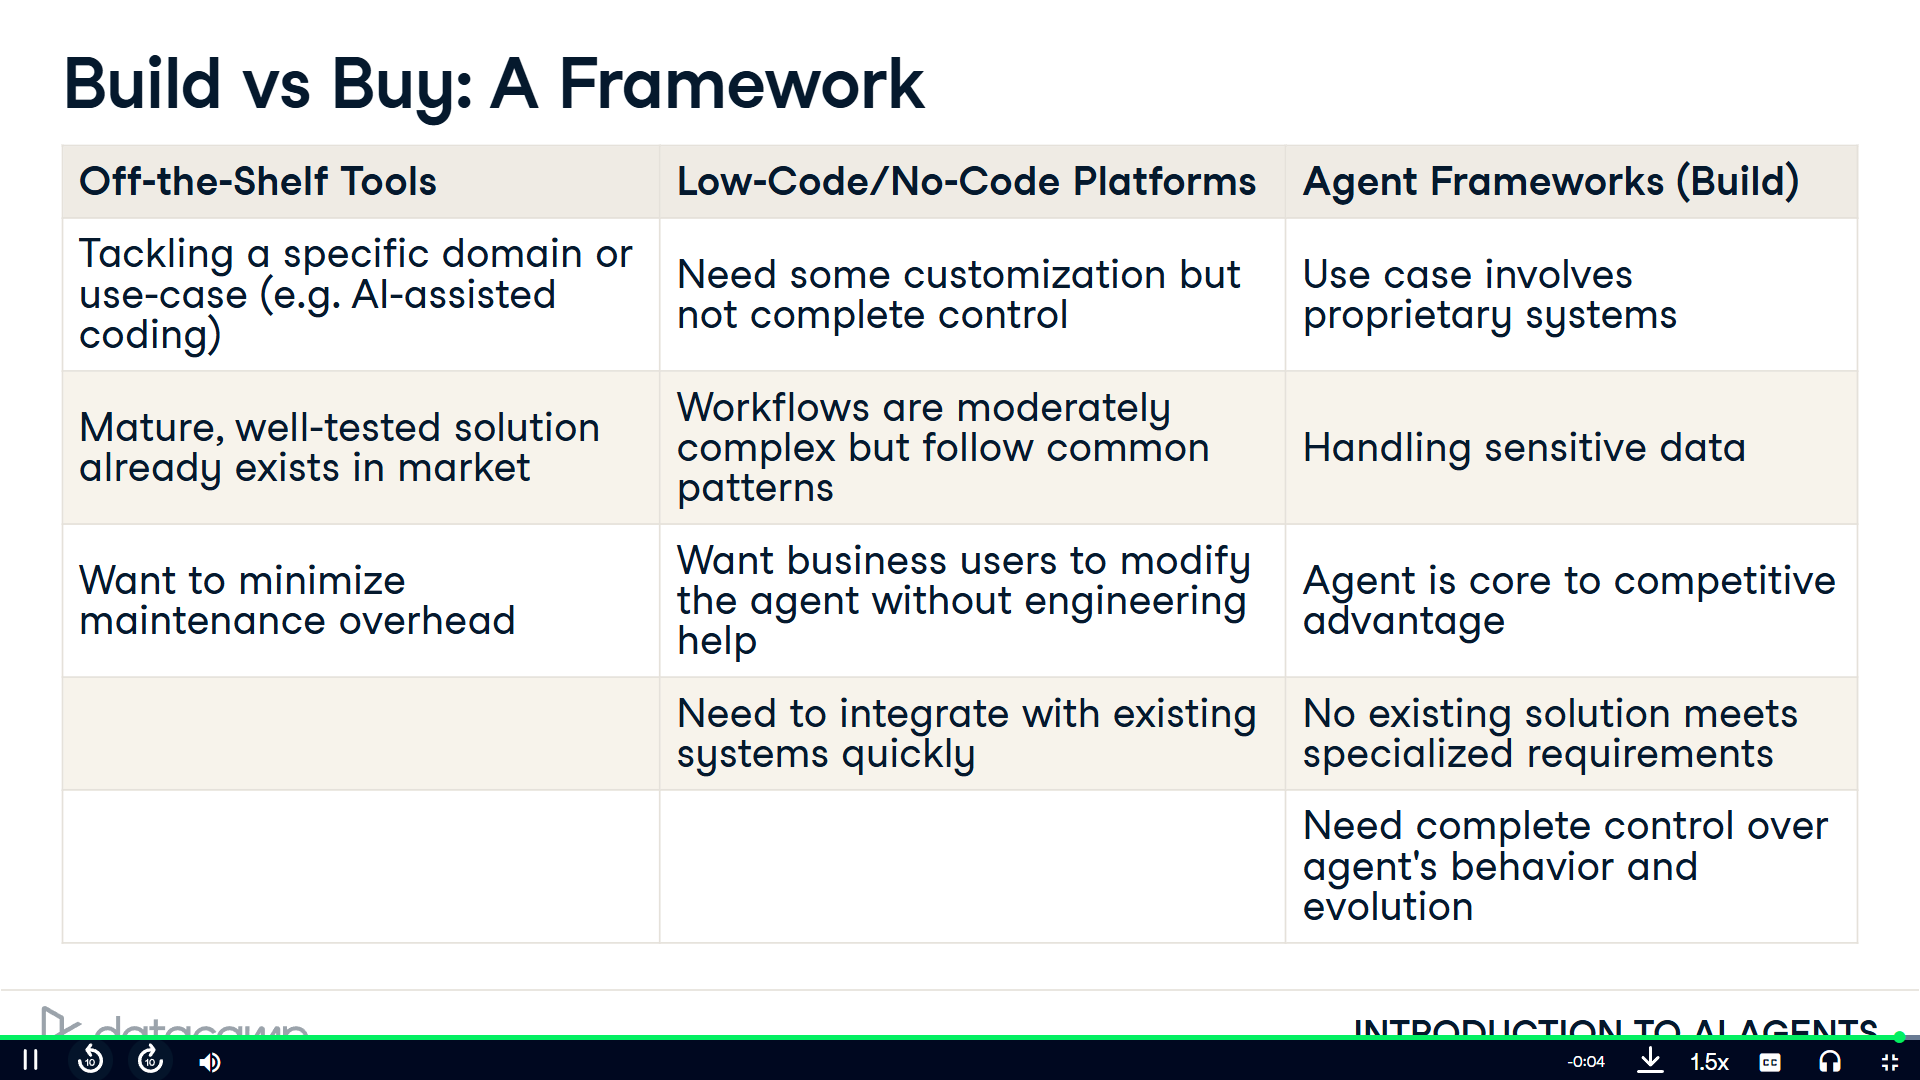 Build vs Buy: A Framework
Off-the-Shelf Tools
Low-Code/No-Code Platforms
Agent Frameworks (Build)
Tackling a specific domain or
use-case (e.g. AI-assisted
coding)
Need some customization but
not complete control
Use case involves
proprietary systems
Mature, well-tested solution
already exists in market
Workflows are moderately
complex but follow common
patterns
Handling sensitive data
Want to minimize
maintenance overhead
Want business users to modify
the agent without engineering
help
Agent is core to competitive
advantage
Need to integrate with existing
systems quickly
No existing solution meets
specialized requirements
Need complete control over
agent's behavior and
evolution
datacamp
INTRODUCTION TO AI AGENTS
10
10
-0:04
1.5x
CC